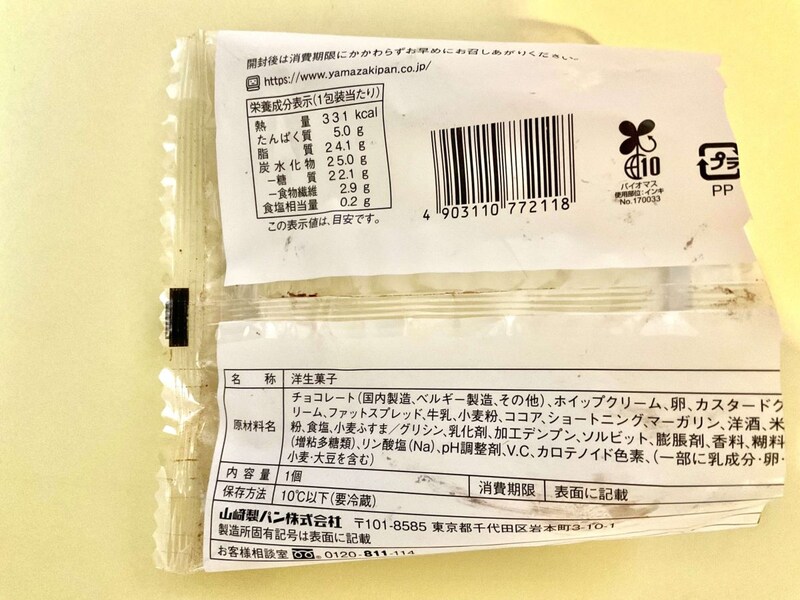 開封後は消費期限にかかわらずお早めにお召しあがりください
https://www.yamazakipan.co.jp/
栄養成分表示(1包装当たり)
熱量 331 kcal
たんぱく質 5.0 g
脂質 24.1 g
炭水化物 25.0 g
−糖質 22.1 g
−食物繊維 2.9 g
食塩相当量 0.2 g
この表示値は、目安です。
4 903110 772118
10
バイオマス
使用部位:インキ
No.170033
プラ
PP
名称 洋生菓子
原材料名 チョコレート(国内製造、ベルギー製造、その他)、ホイップクリーム、卵、カスタードク
リーム、ファットスプレッド、牛乳、小麦粉、ココア、ショートニング、マーガリン、洋酒、米
粉、食塩、小麦ふすま/グリシン、乳化剤、加工デンプン、ソルビット、膨脹剤、香料、糊料
(増粘多糖類)、リン酸塩(Na)、pH調整剤、V.C、カロテノイド色素、(一部に乳成分・卵・
小麦・大豆を含む)
内容量 1個
消費期限 表面に記載
保存方法 10℃以下(要冷蔵)
山崎製パン株式会社 〒101-8585 東京都千代田区岩本町3-10-1
製造所固有記号は表面に記載
お客様相談室 0120-811-114